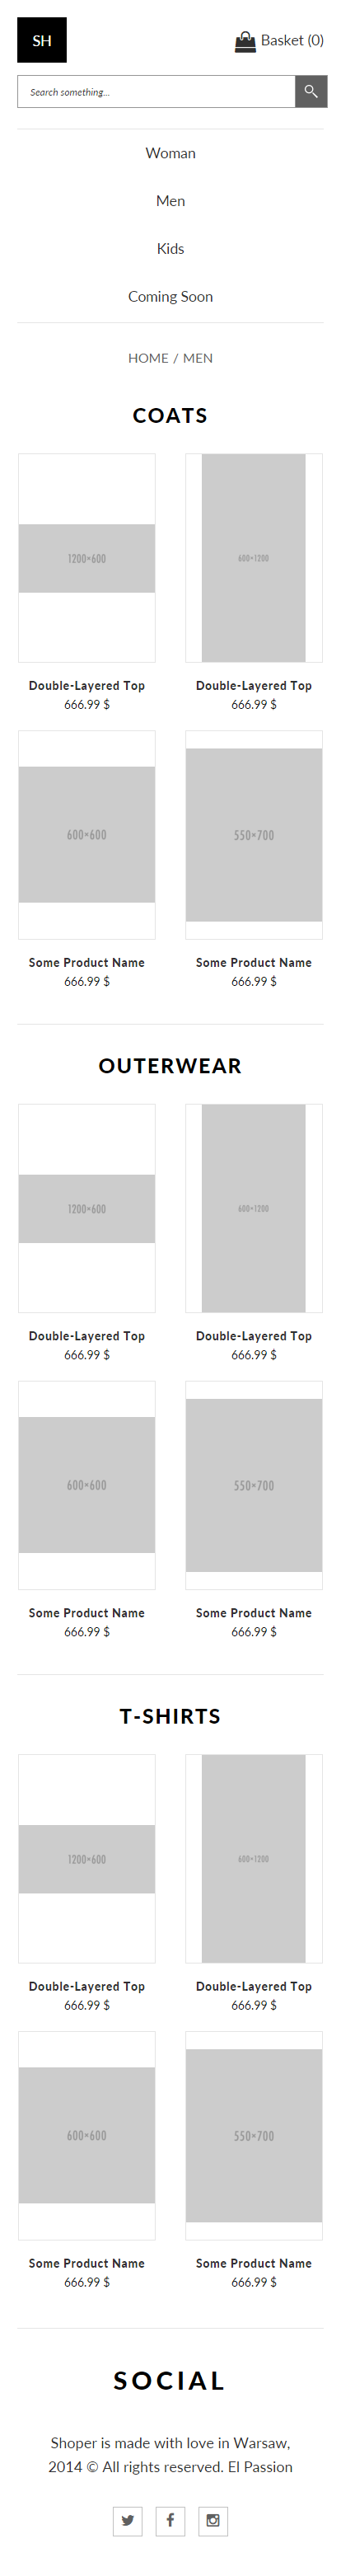 SH
Basket (0)
Search something...
Woman
Men
Kids
Coming Soon
HOME / MEN
COATS
1200×600
600×1200
Double-Layered Top
Double-Layered Top
666.99 $
666.99 $
600×600
550×700
Some Product Name
Some Product Name
666.99 $
666.99 $
OUTERWEAR
1200×600
600×1200
Double-Layered Top
Double-Layered Top
666.99 $
666.99 $
600×600
550×700
Some Product Name
Some Product Name
666.99 $
666.99 $
T-SHIRTS
1200×600
600×1200
Double-Layered Top
Double-Layered Top
666.99 $
666.99 $
600×600
550×700
Some Product Name
Some Product Name
666.99 $
666.99 $
SOCIAL
Shoper is made with love in Warsaw,
2014 © All rights reserved. El Passion